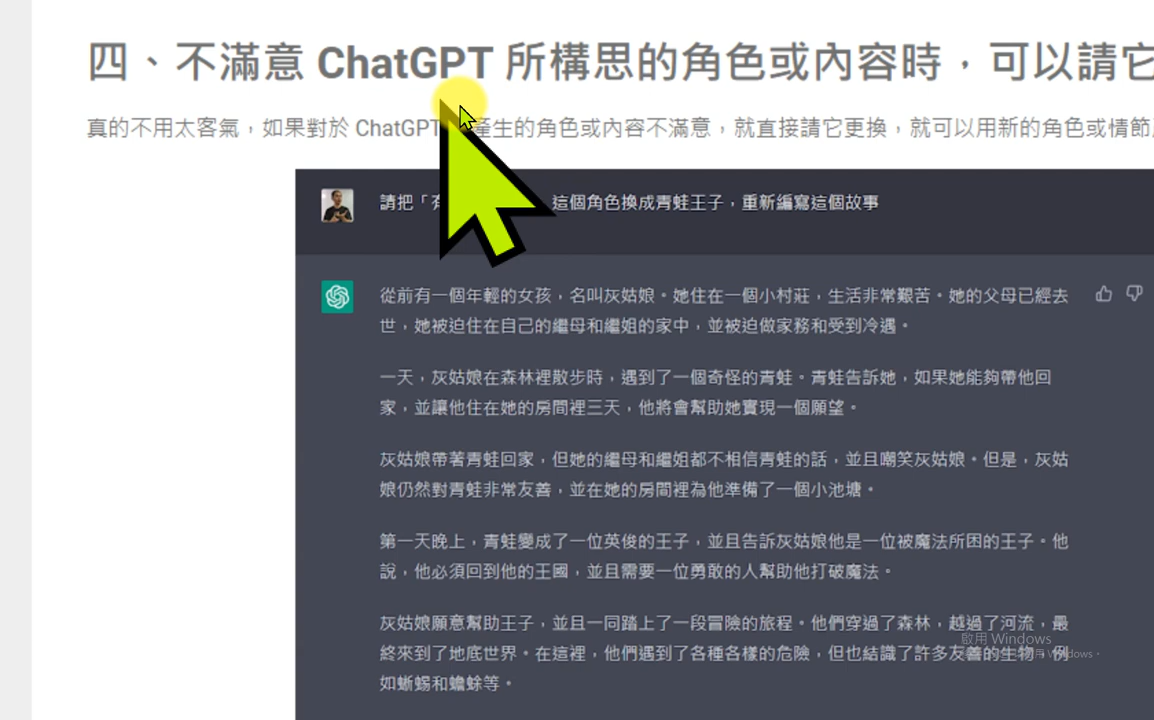 四、不滿意 ChatGPT 所構思的角色或內容時，可以請它
真的不用太客氣，如果對於 ChatGPT 產生的角色或內容不滿意，就直接請它更換，就可以用新的角色或情節
請把「 這個角色換成青蛙王子，重新編寫這個故事
從前有一個年輕的女孩，名叫灰姑娘。她住在一個小村莊，生活非常艱苦。她的父母已經去
世，她被迫住在自己的繼母和繼姐的家中，並被迫做家務和受到冷遇。
一天，灰姑娘在森林裡散步時，遇到了一個奇怪的青蛙。青蛙告訴她，如果她能夠帶他回
家，並讓他住在她的房間裡三天，他將會幫助她實現一個願望。
灰姑娘帶著青蛙回家，但她的繼母和繼姐都不相信青蛙的話，並且嘲笑灰姑娘。但是，灰姑
娘仍然對青蛙非常友善，並在她的房間裡為他準備了一個小池塘。
第一天晚上，青蛙變成了一位英俊的王子，並且告訴灰姑娘他是一位被魔法所困的王子。他
說，他必須回到他的王國，並且需要一位勇敢的人幫助他打破魔法。
灰姑娘願意幫助王子，並且一同踏上了一段冒險的旅程。他們穿過了森林，越過了河流，最
啟用 Windows
終來到了地底世界。在這裡，他們遇到了各種各樣的危險，但也結識了許多友善的生物，例
如蜥蜴和蟾蜍等。